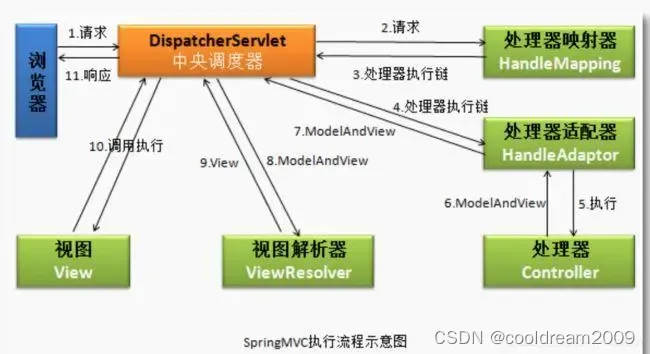 1.请求
2.请求
浏览器
DispatcherServlet
中央调度器
处理器映射器
HandleMapping
11.响应
3.处理器执行链
4.处理器执行链
7.ModelAndView
处理器适配器
HandleAdaptor
10.调用执行
9.View
8.ModelAndView
6.ModelAndView
5.执行
视图
View
视图解析器
ViewResolver
处理器
Controller
SpringMVC执行流程示意图
CSDN @cooldream2009